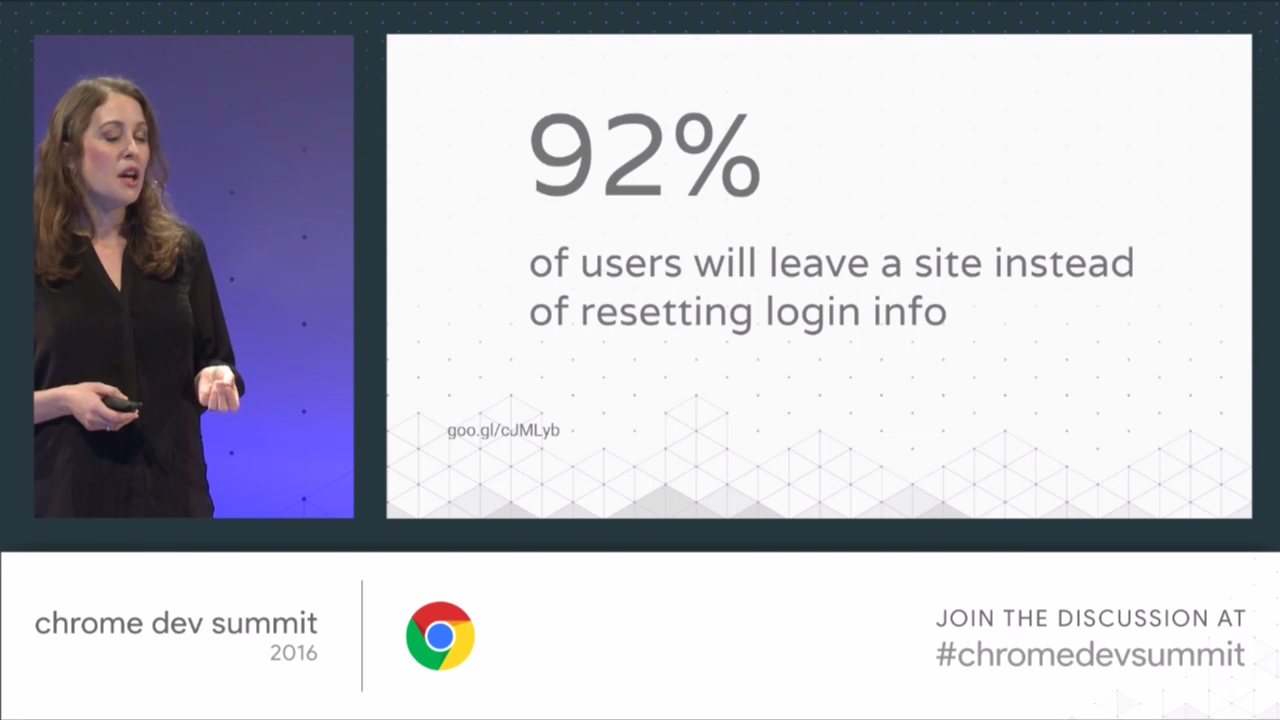 92%
of users will leave a site instead
of resetting login info
goo.gl/cJMLyb
chrome dev summit
2016
JOIN THE DISCUSSION AT
#chromedevsummit